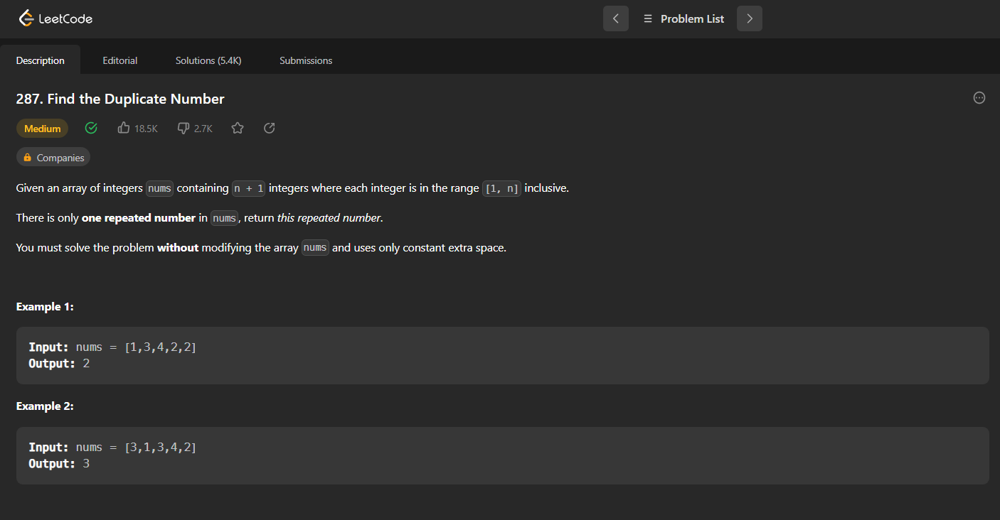 LeetCode
Problem List
Description Editorial Solutions (5.4K) Submissions
287. Find the Duplicate Number
Medium 18.5K 2.7K
Companies
Given an array of integers nums containing n + 1 integers where each integer is in the range [1, n] inclusive.
There is only one repeated number in nums, return this repeated number.
You must solve the problem without modifying the array nums and uses only constant extra space.
Example 1:
Input: nums = [1,3,4,2,2]
Output: 2
Example 2:
Input: nums = [3,1,3,4,2]
Output: 3